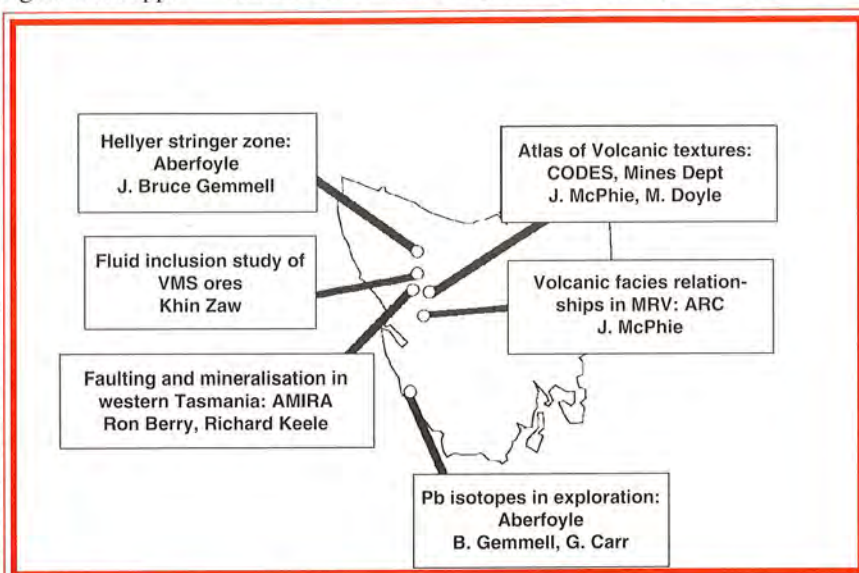 Hellyer stringer zone:
Aberfoyle
J. Bruce Gemmell
Atlas of Volcanic textures:
CODES, Mines Dept
J. McPhie, M. Doyle
Fluid inclusion study of
VMS ores
Khin Zaw
Volcanic facies relation-
ships in MRV: ARC
J. McPhie
Faulting and mineralisation in
western Tasmania: AMIRA
Ron Berry, Richard Keele
Pb isotopes in exploration:
Aberfoyle
B. Gemmell, G. Carr